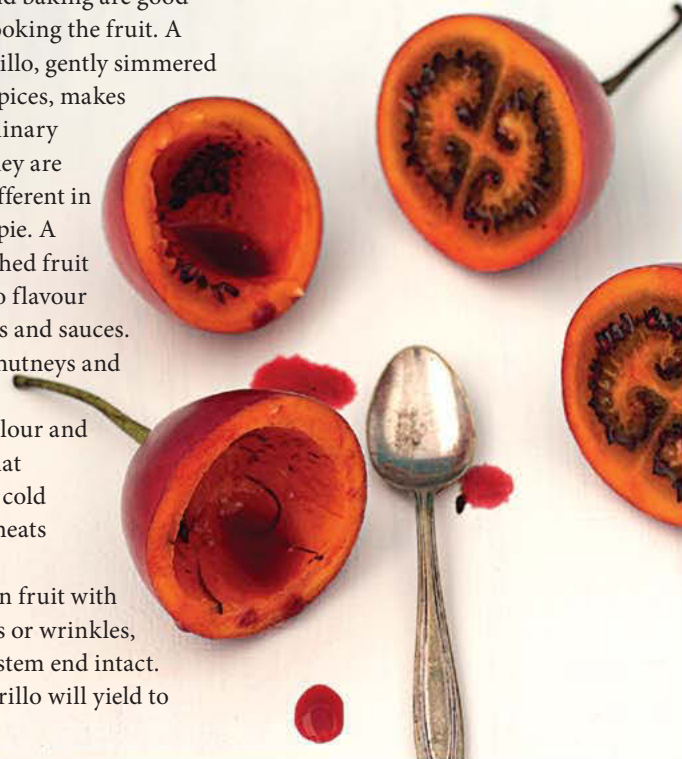 nd baking are good
ooking the fruit. A
illo, gently simmered
pices, makes
linary
ey are
fferent in
pie. A
hed fruit
o flavour
s and sauces.
hutneys and
lour and
at
cold
neats
n fruit with
s or wrinkles,
stem end intact.
rillo will yield to